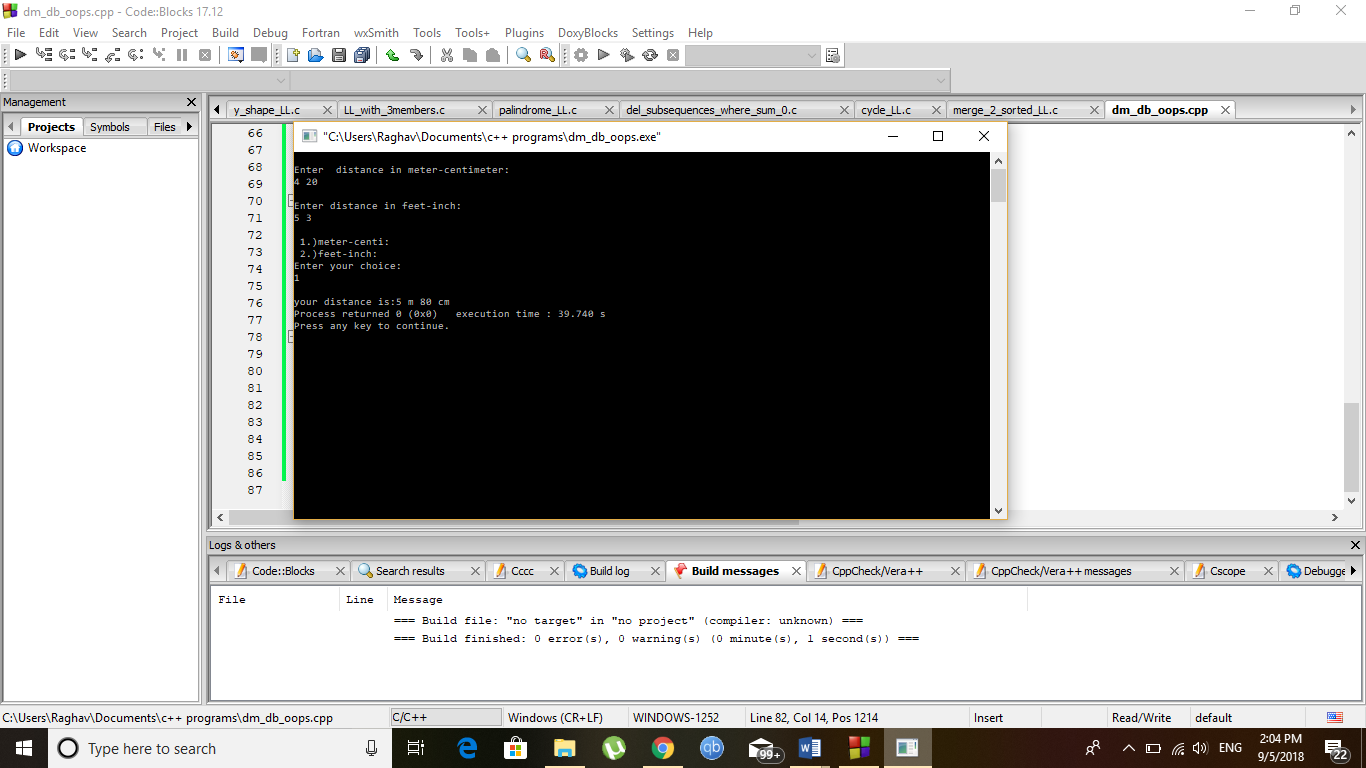 dm_db_oops.cpp - Code::Blocks 17.12
File Edit View Search Project Build Debug Fortran wxSmith Tools Tools+ Plugins DoxyBlocks Settings Help
Management
Projects Symbols Files
Workspace
y_shape_LL.c LL_with_3members.c palindrome_LL.c del_subsequences_where_sum_0.c cycle_LL.c merge_2_sorted_LL.c dm_db_oops.cpp
66
67
68
69
70
71
72
73
74
75
76
77
78
79
80
81
82
83
84
85
86
87
"C:\Users\Raghav\Documents\c++ programs\dm_db_oops.exe"
Enter  distance in meter-centimeter:
4 20
Enter distance in feet-inch:
5 3
1.)meter-centi:
2.)feet-inch:
Enter your choice:
1
your distance is:5 m 80 cm
Process returned 0 (0x0)   execution time : 39.740 s
Press any key to continue.
Logs & others
Code::Blocks Search results Cccc Build log Build messages CppCheck/Vera++ CppCheck/Vera++ messages Cscope Debugge
File Line Message
=== Build file: "no target" in "no project" (compiler: unknown) ===
=== Build finished: 0 error(s), 0 warning(s) (0 minute(s), 1 second(s)) ===
C:\Users\Raghav\Documents\c++ programs\dm_db_oops.cpp C/C++ Windows (CR+LF) WINDOWS-1252 Line 82, Col 14, Pos 1214 Insert Read/Write default
Type here to search
qb
99+
ENG
2:04 PM
9/5/2018
22